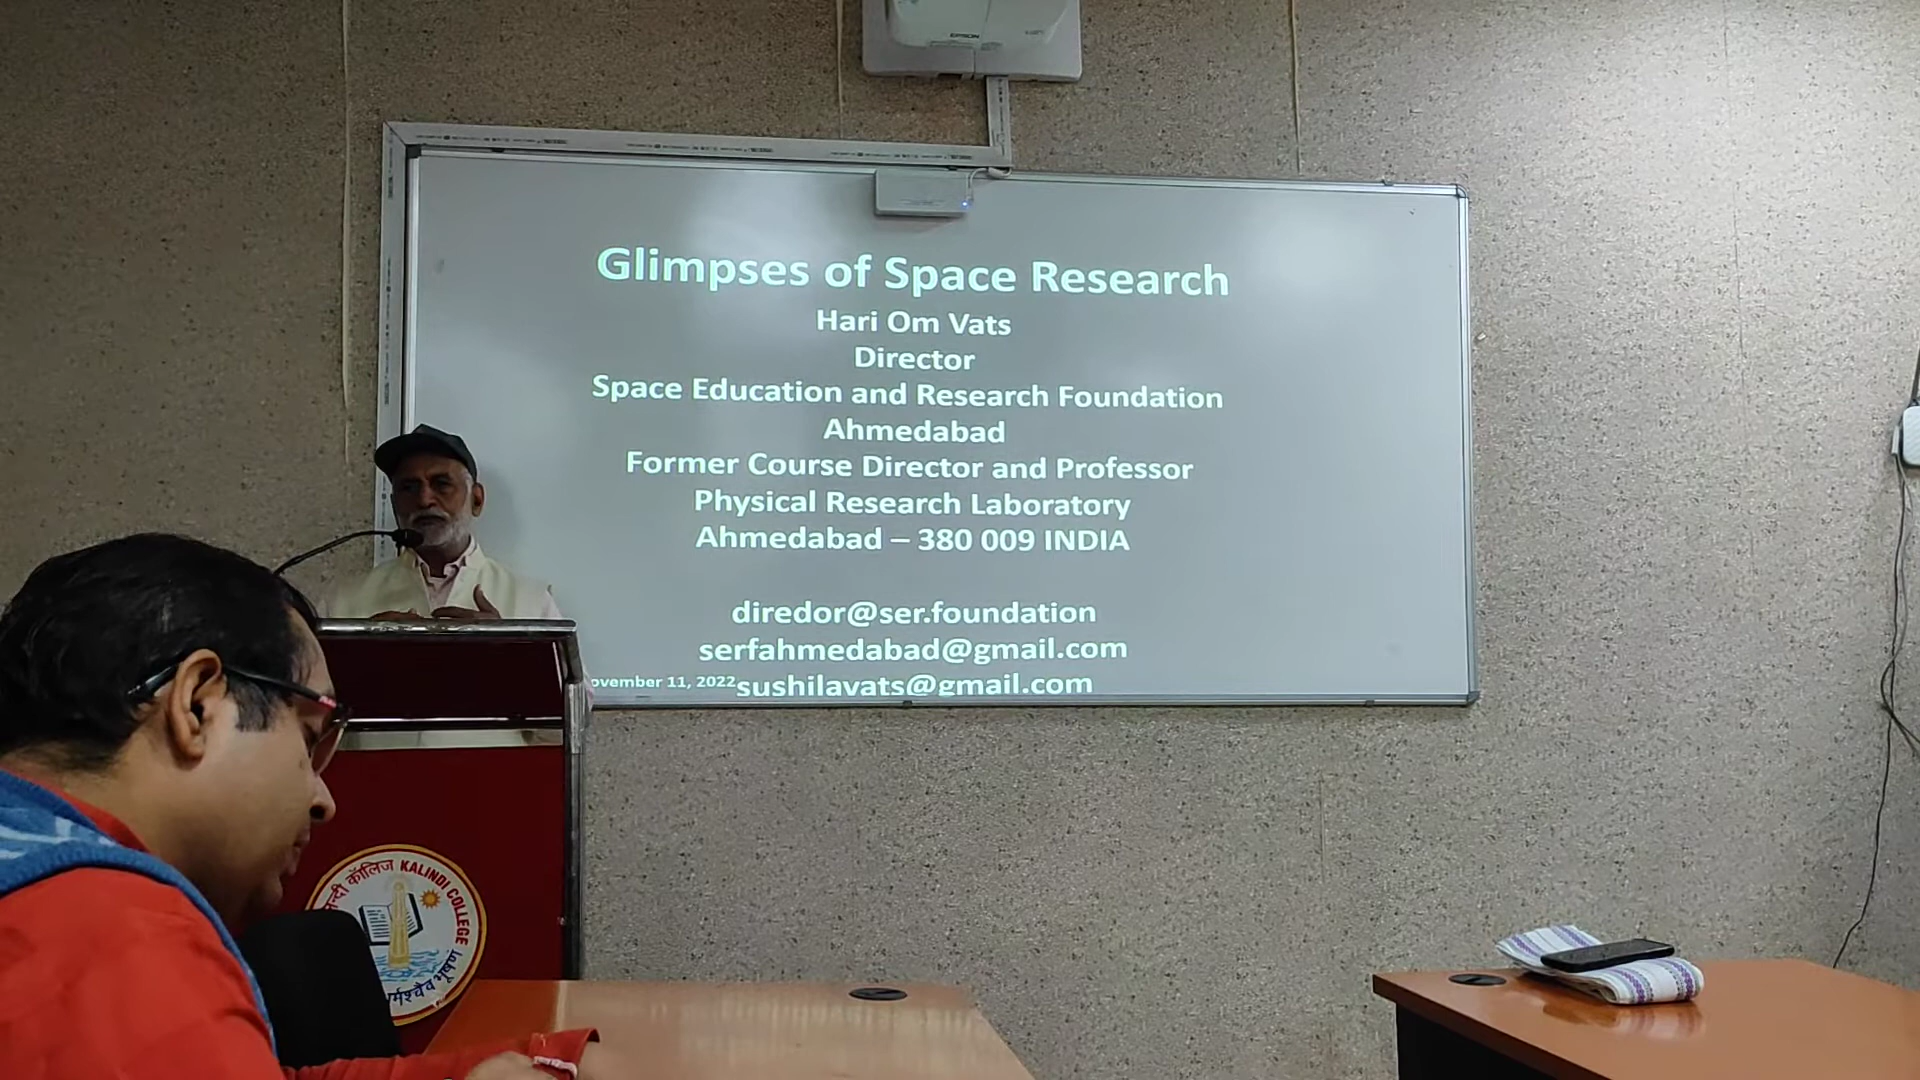 EPSON
Glimpses of Space Research
Hari Om Vats
Director
Space Education and Research Foundation
Ahmedabad
Former Course Director and Professor
Physical Research Laboratory
Ahmedabad – 380 009 INDIA
diredor@ser.foundation
serfahmedabad@gmail.com
ovember 11, 2022
sushilavats@gmail.com
कॉलिज KALINDI COLLEGE